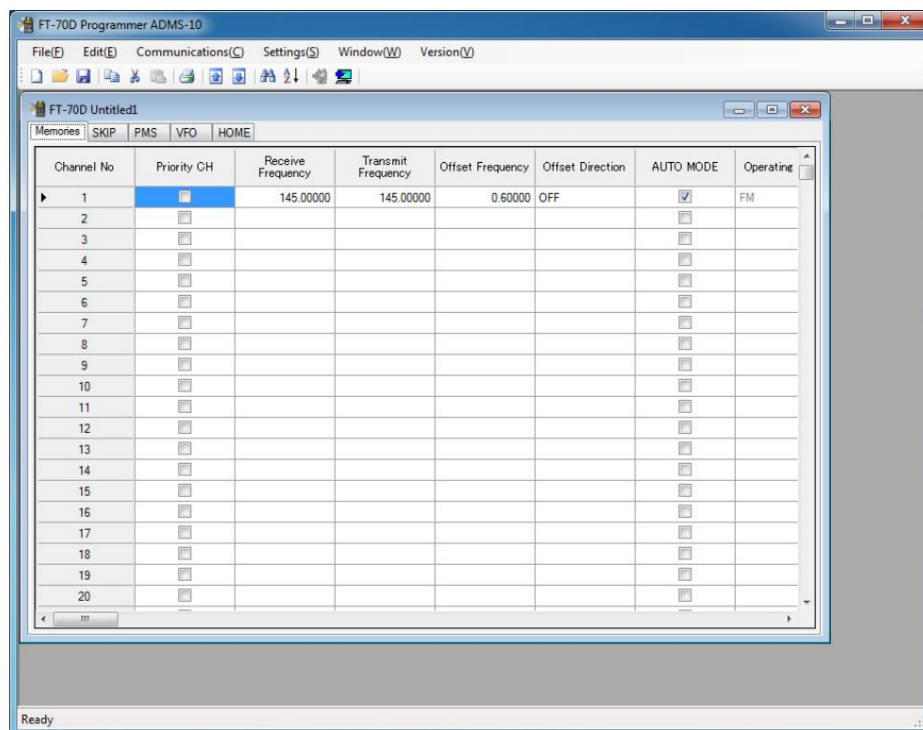 FT-70D Programmer ADMS-10
File(F) Edit(E) Communications(C) Settings(S) Window(W) Version(V)
FT-70D Untitled1
Memories SKIP PMS VFO HOME
Channel No Priority CH Receive Frequency Transmit Frequency Offset Frequency Offset Direction AUTO MODE Operating
1 145.00000 145.00000 0.60000 OFF FM
2
3
4
5
6
7
8
9
10
11
12
13
14
15
16
17
18
19
20
Ready